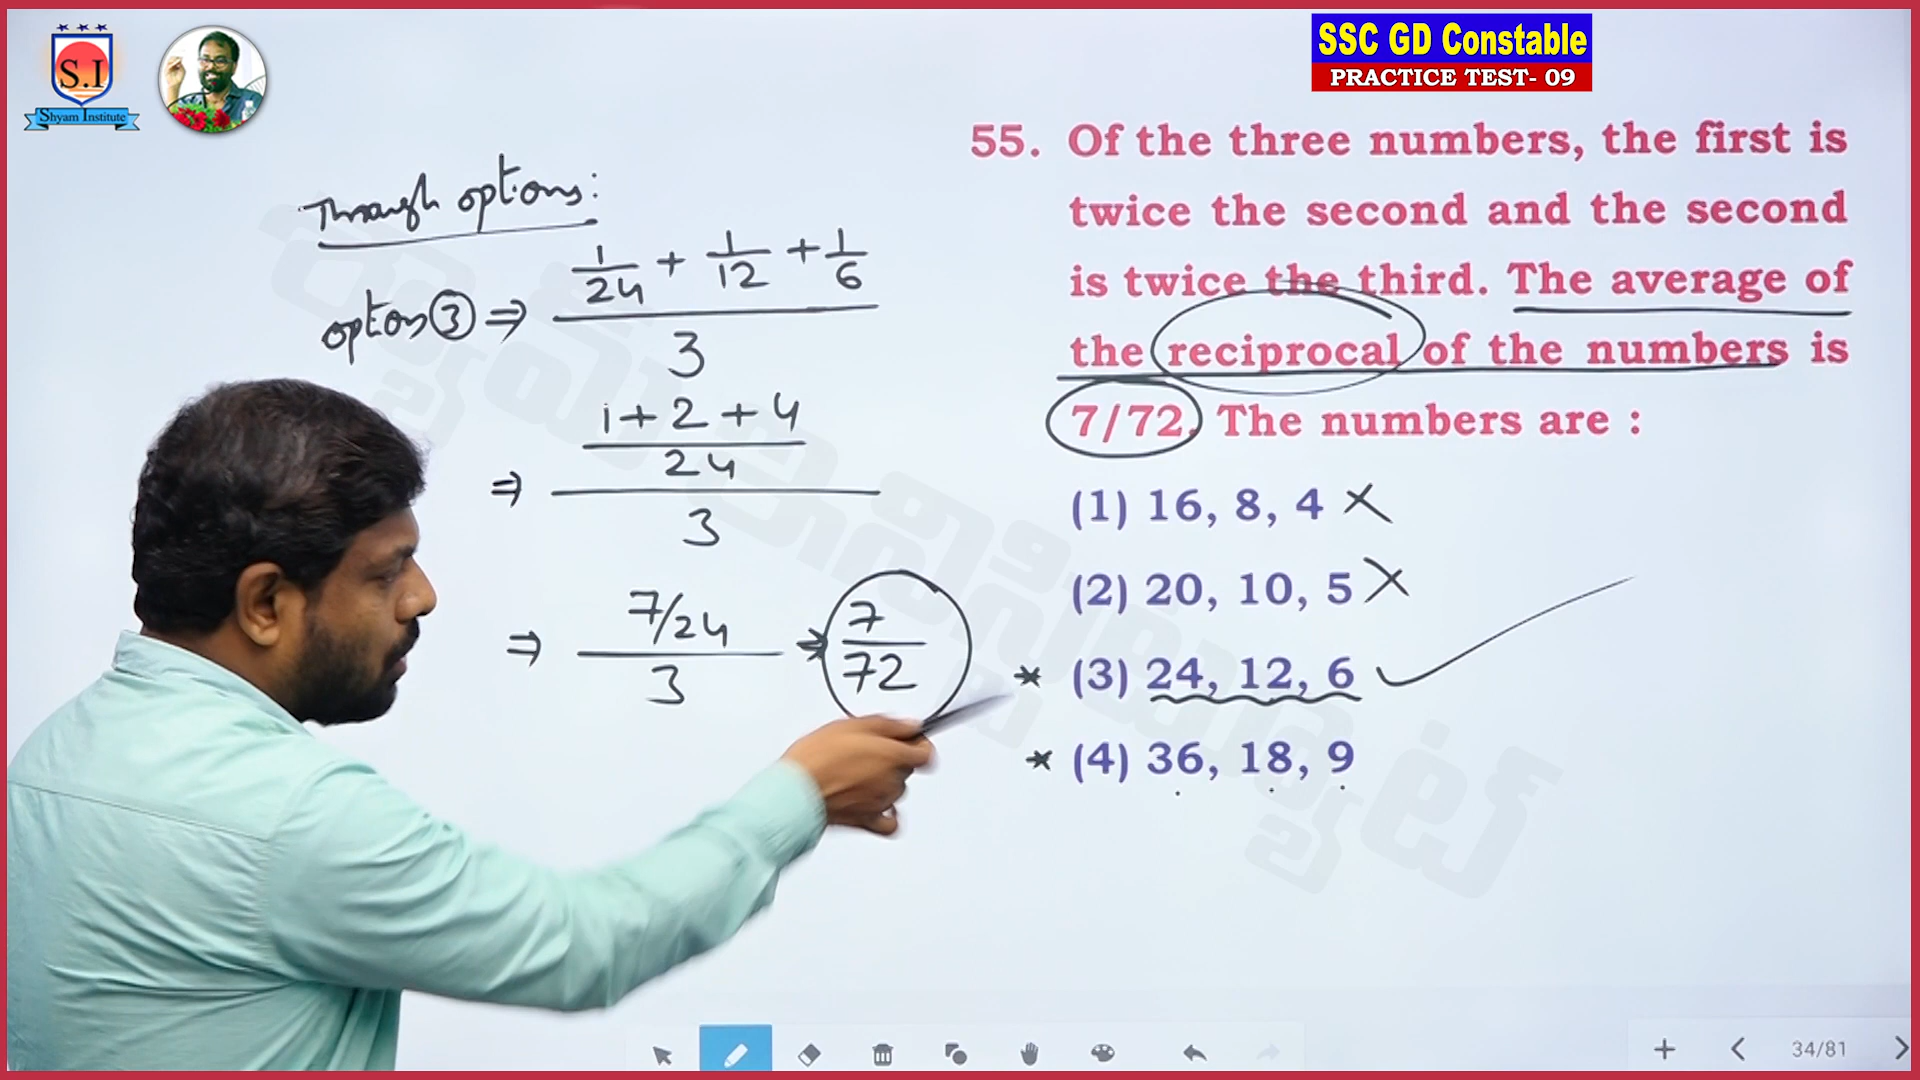 S.I
Shyam Institute
SSC GD Constable
PRACTICE TEST- 09
55. Of the three numbers, the first is
twice the second and the second
is twice the third. The average of
the reciprocal of the numbers is
7/72. The numbers are :
(1) 16, 8, 4 ×
(2) 20, 10, 5 ×
* (3) 24, 12, 6 ✓
* (4) 36, 18, 9
Through options:
option ③ ⇒ 1/24 + 1/12 + 1/6
3
⇒ 1 + 2 + 4
24
3
⇒ 7/24
3
→ 7/72
34/81